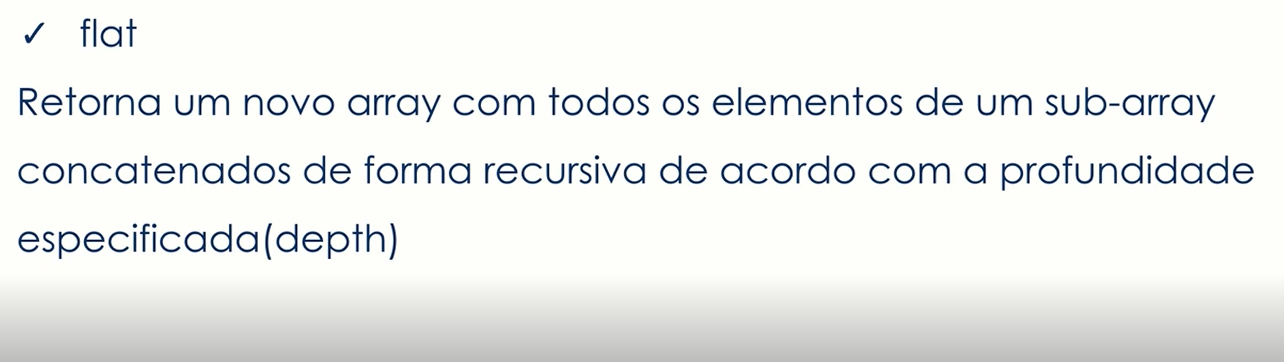 ✓ flat
Retorna um novo array com todos os elementos de um sub-array
concatenados de forma recursiva de acordo com a profundidade
especificada(depth)